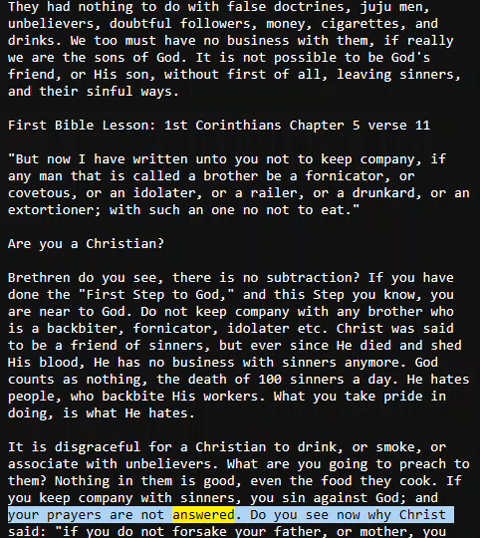 They had nothing to do with false doctrines, juju men,
unbelievers, doubtful followers, money, cigarettes, and
drinks. We too must have no business with them, if really
we are the sons of God. It is not possible to be God's
friend, or His son, without first of all, leaving sinners,
and their sinful ways.
First Bible Lesson: 1st Corinthians Chapter 5 verse 11
"But now I have written unto you not to keep company, if
any man that is called a brother be a fornicator, or
covetous, or an idolater, or a railer, or a drunkard, or an
extortioner; with such an one no not to eat."
Are you a Christian?
Brethren do you see, there is no subtraction? If you have
done the "First Step to God," and this Step you know, you
are near to God. Do not keep company with any brother who
is a backbiter, fornicator, idolater etc. Christ was said
to be a friend of sinners, but ever since He died and shed
His blood, He has no business with sinners anymore. God
counts as nothing, the death of 100 sinners a day. He hates
people, who backbite His workers. What you take pride in
doing, is what He hates.
It is disgraceful for a Christian to drink, or smoke, or
associate with unbelievers. What are you going to preach to
them? Nothing in them is good, even the food they cook. If
you keep company with sinners, you sin against God; and
your prayers are not answered. Do you see now why Christ
said: "if you do not forsake your father, or mother, you